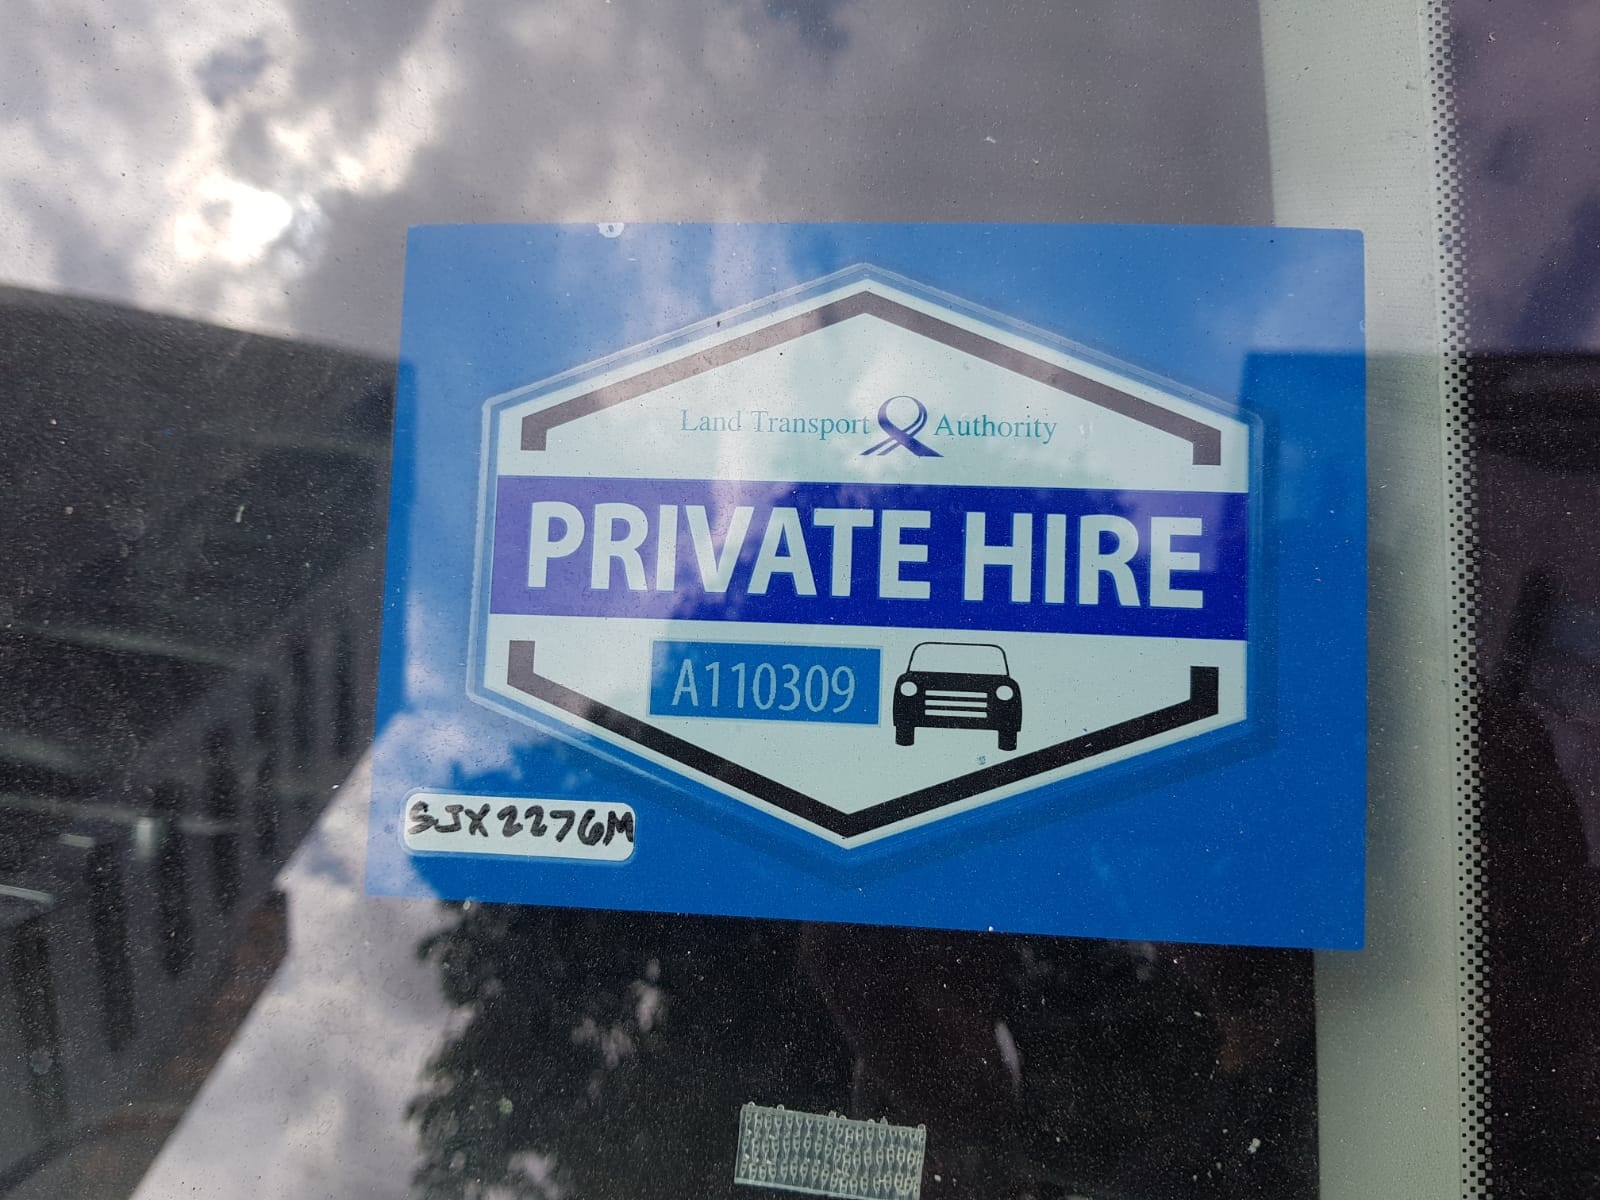 Land Transport Authority
PRIVATE HIRE
A110309
SJX2276M